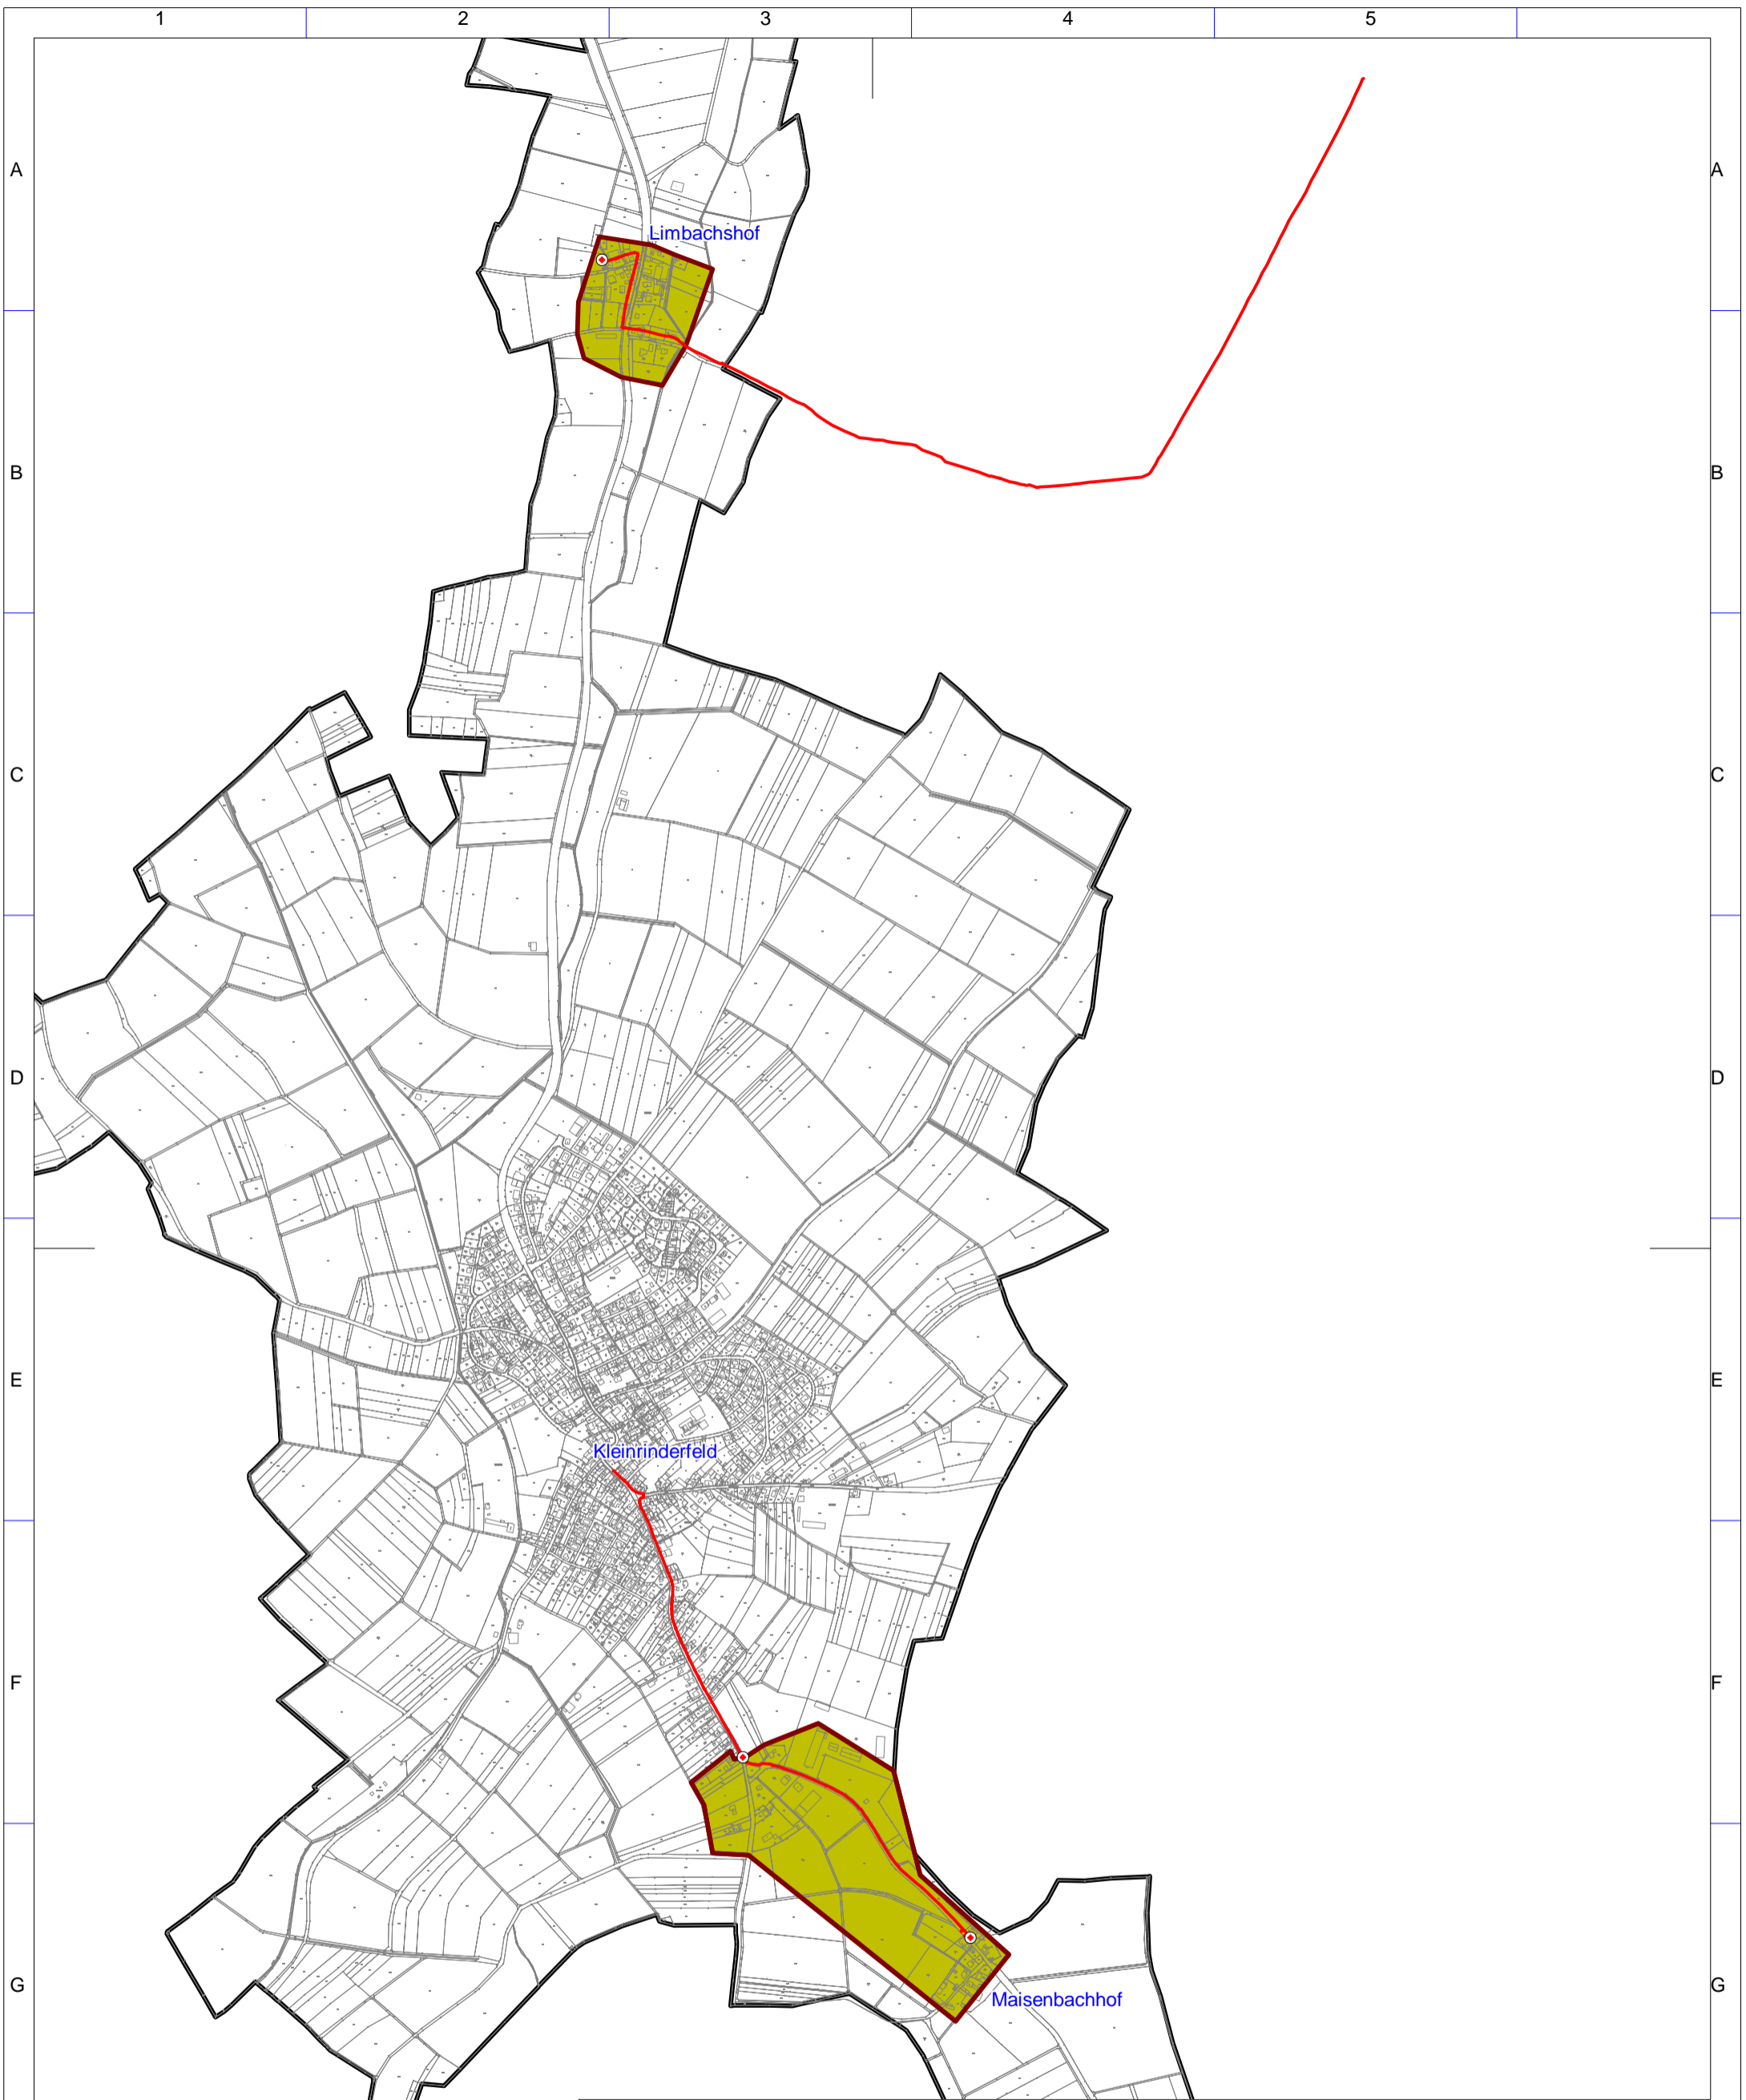 1 2 3 4 5
A A
Limbachshof
B B
C C
D D
E E
Kleinrinderfeld
F F
G G
Maisenbachhof